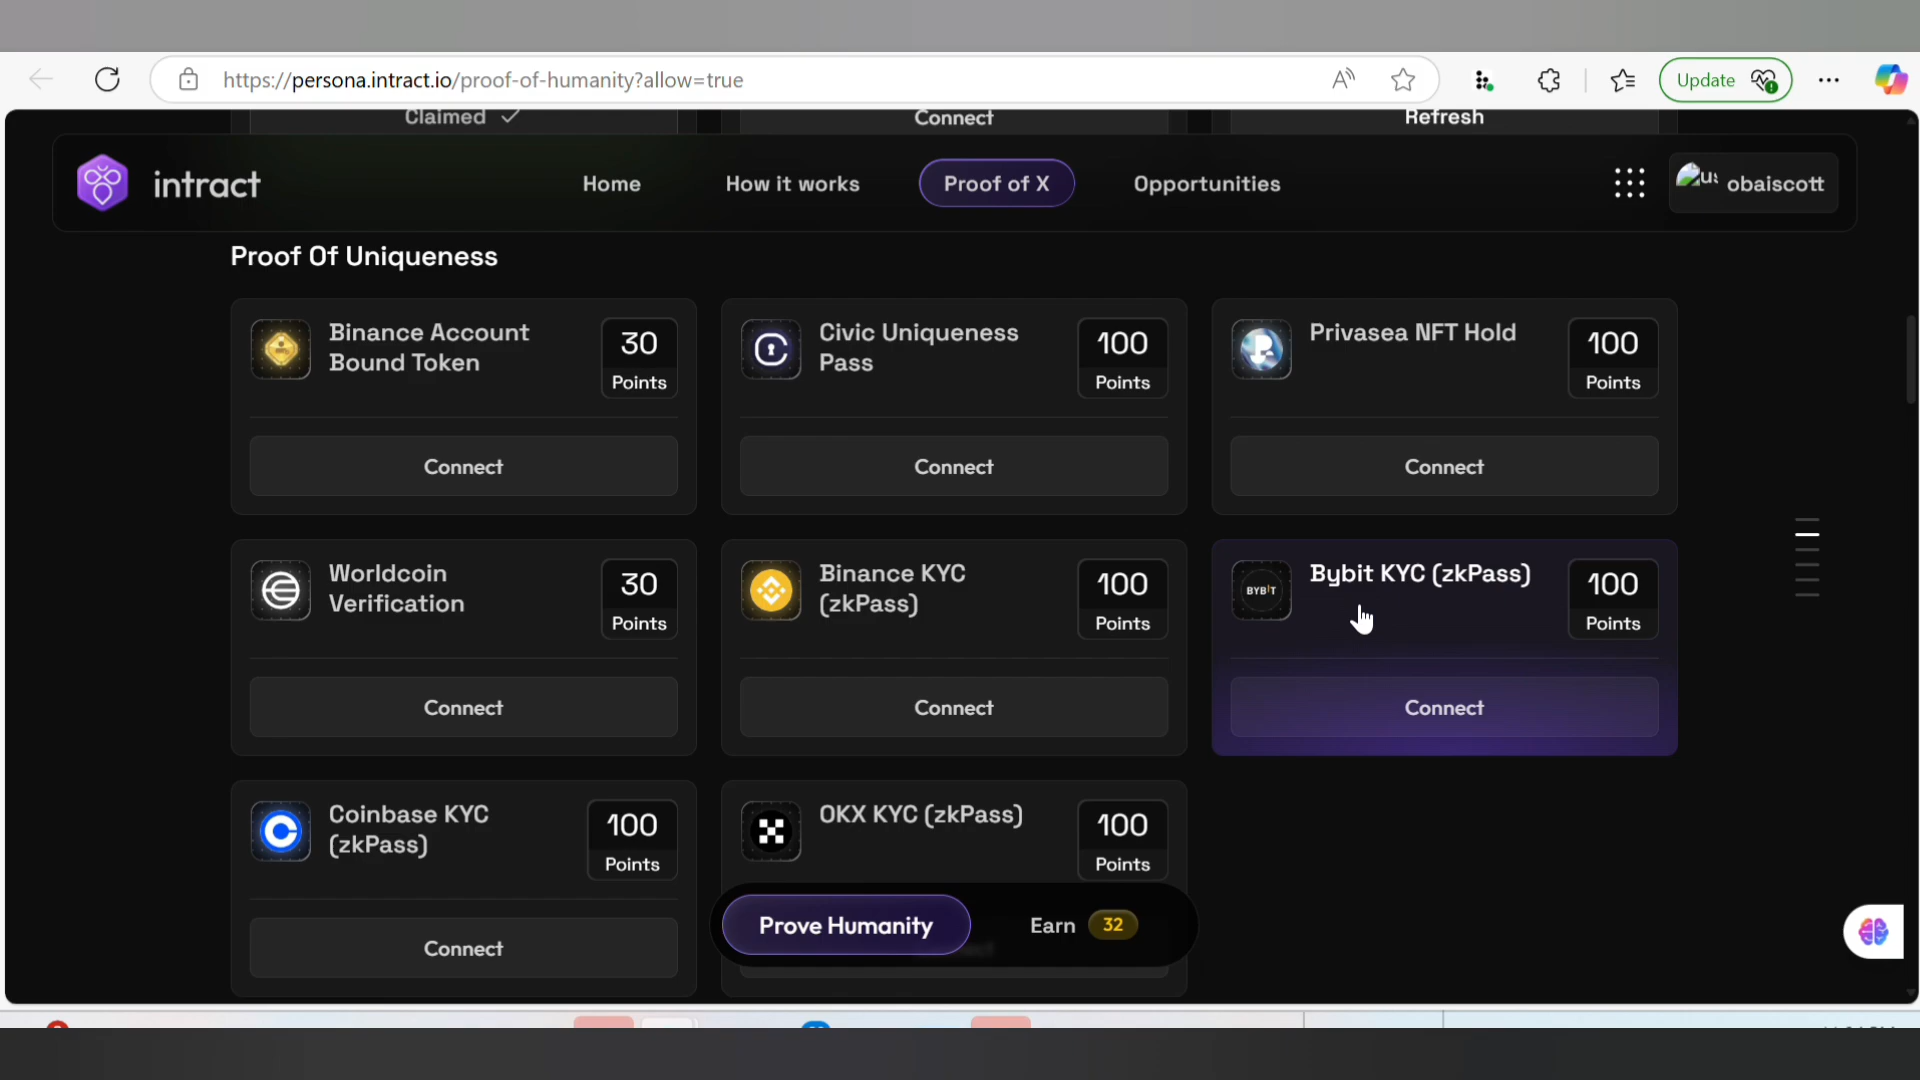 https://persona.intract.io/proof-of-humanity?allow=true
Update
Claimed
Connect
Refresh
intract
Home
How it works
Proof of X
Opportunities
obaiscott
Proof Of Uniqueness
Binance Account
Bound Token
30
Points
Connect
Civic Uniqueness
Pass
100
Points
Connect
Privasea NFT Hold
100
Points
Connect
Worldcoin
Verification
30
Points
Connect
Binance KYC
(zkPass)
100
Points
Connect
BYBIT
Bybit KYC (zkPass)
100
Points
Connect
Coinbase KYC
(zkPass)
100
Points
Connect
OKX KYC (zkPass)
100
Points
Prove Humanity
Earn 32